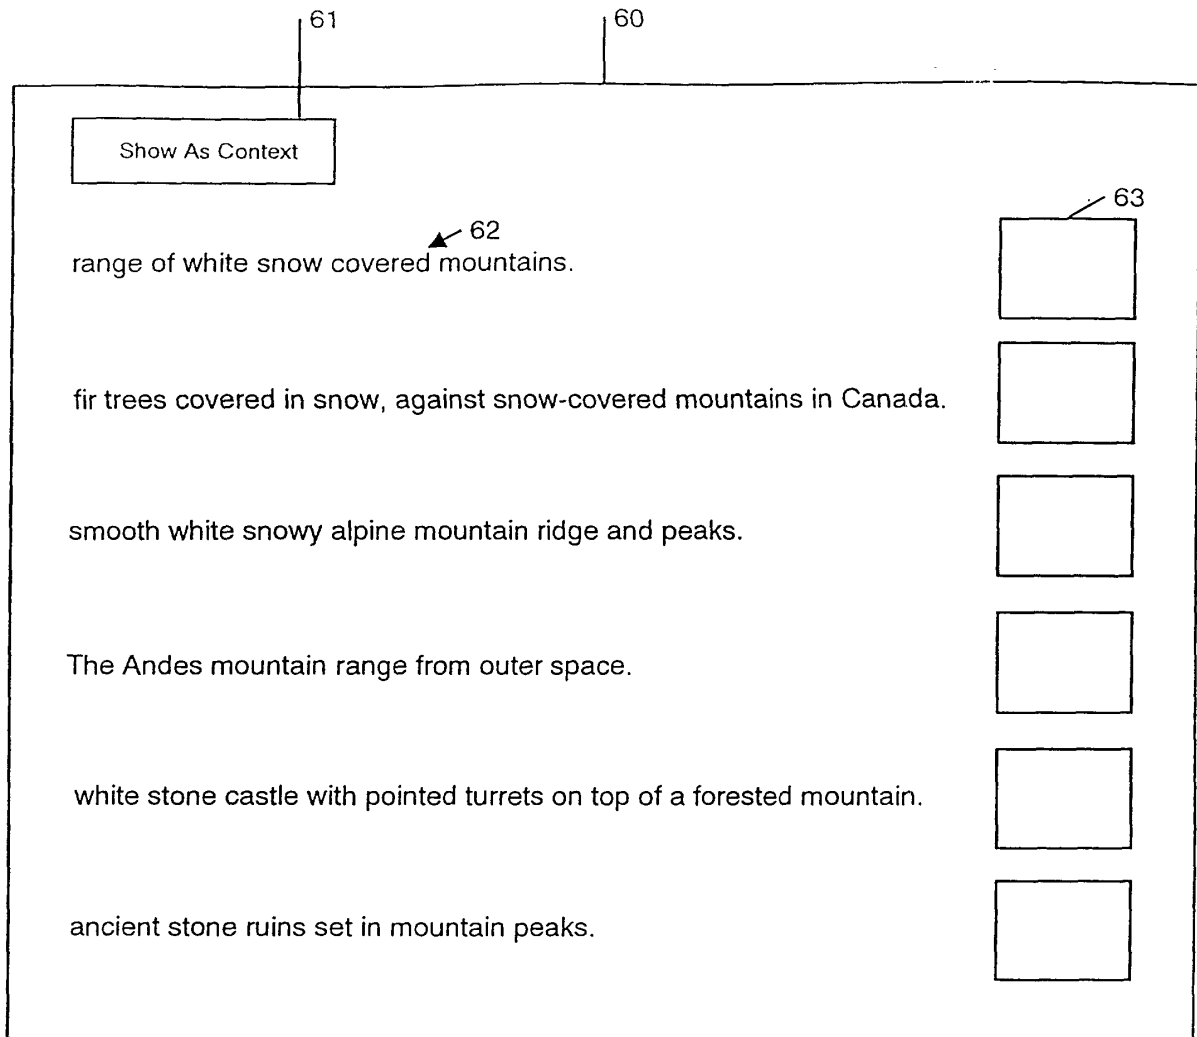 61
60
Show As Context
63
62
range of white snow covered mountains.
fir trees covered in snow, against snow-covered mountains in Canada.
smooth white snowy alpine mountain ridge and peaks.
The Andes mountain range from outer space.
white stone castle with pointed turrets on top of a forested mountain.
ancient stone ruins set in mountain peaks.